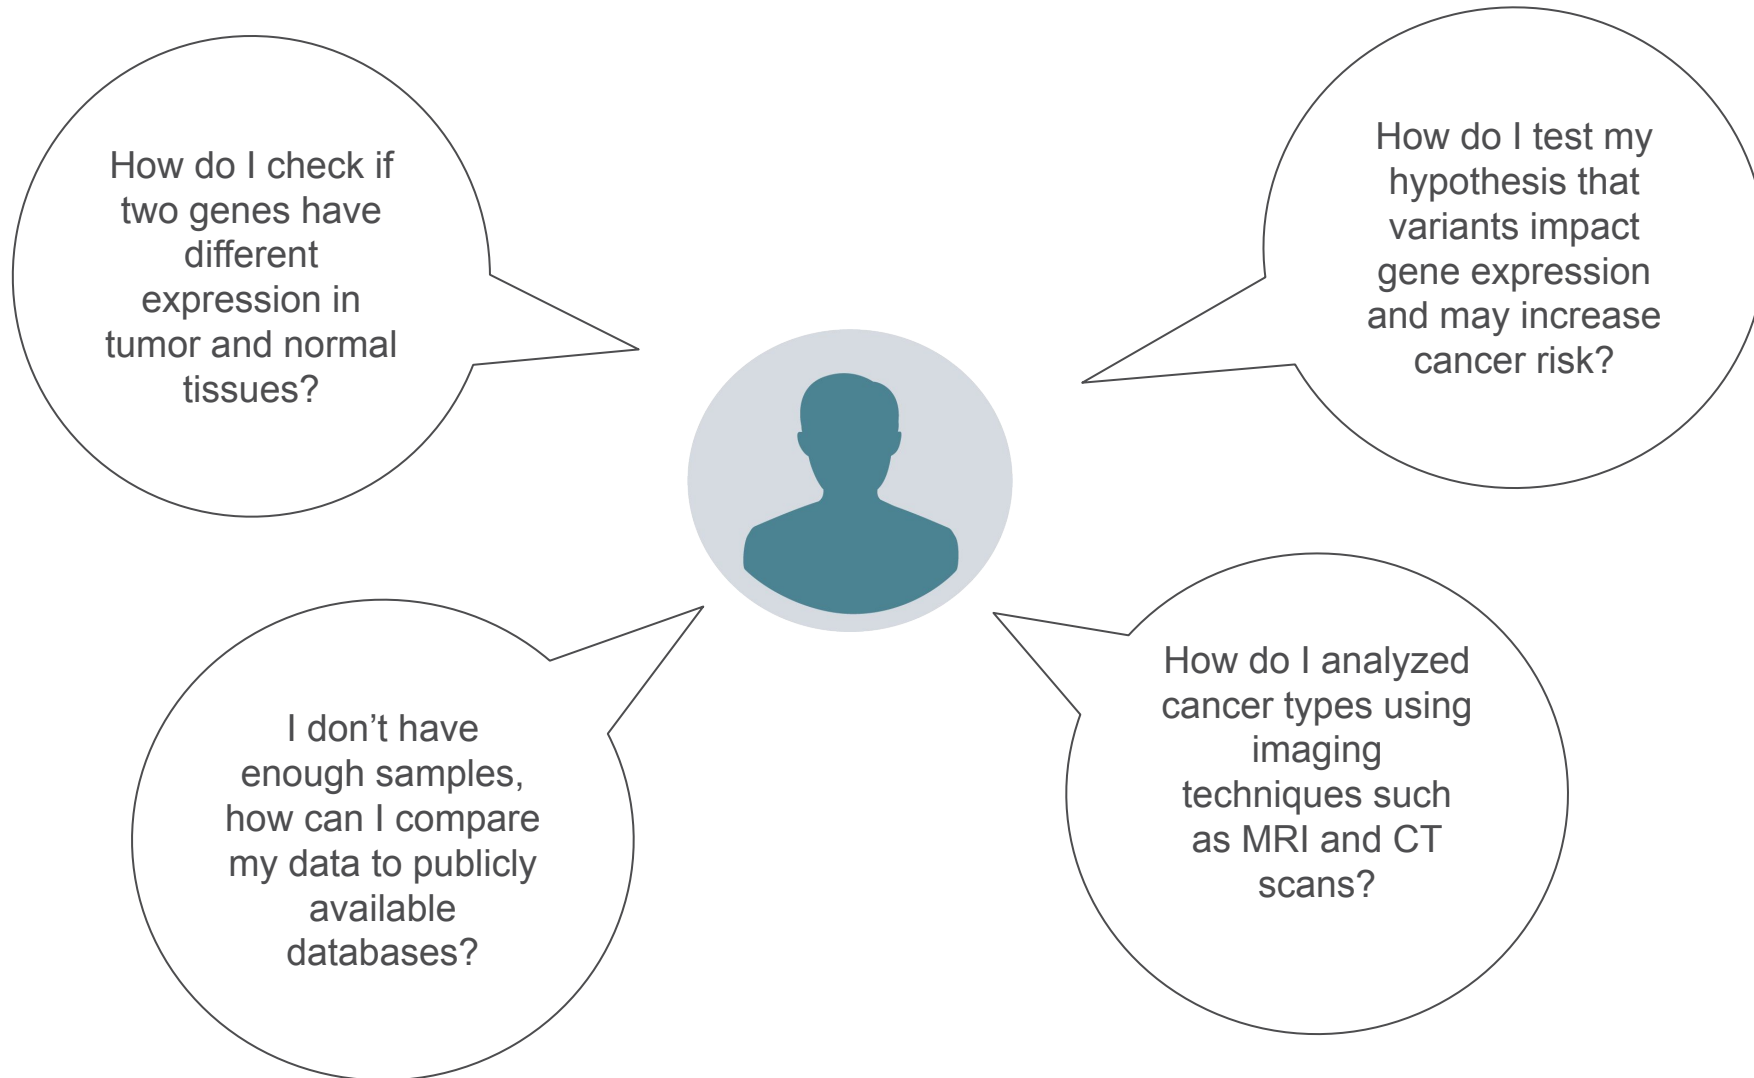 How do I check if
two genes have
different
expression in
tumor and normal
tissues?
How do I test my
hypothesis that
variants impact
gene expression
and may increase
cancer risk?
I don’t have
enough samples,
how can I compare
my data to publicly
available
databases?
How do I analyzed
cancer types using
imaging
techniques such
as MRI and CT
scans?